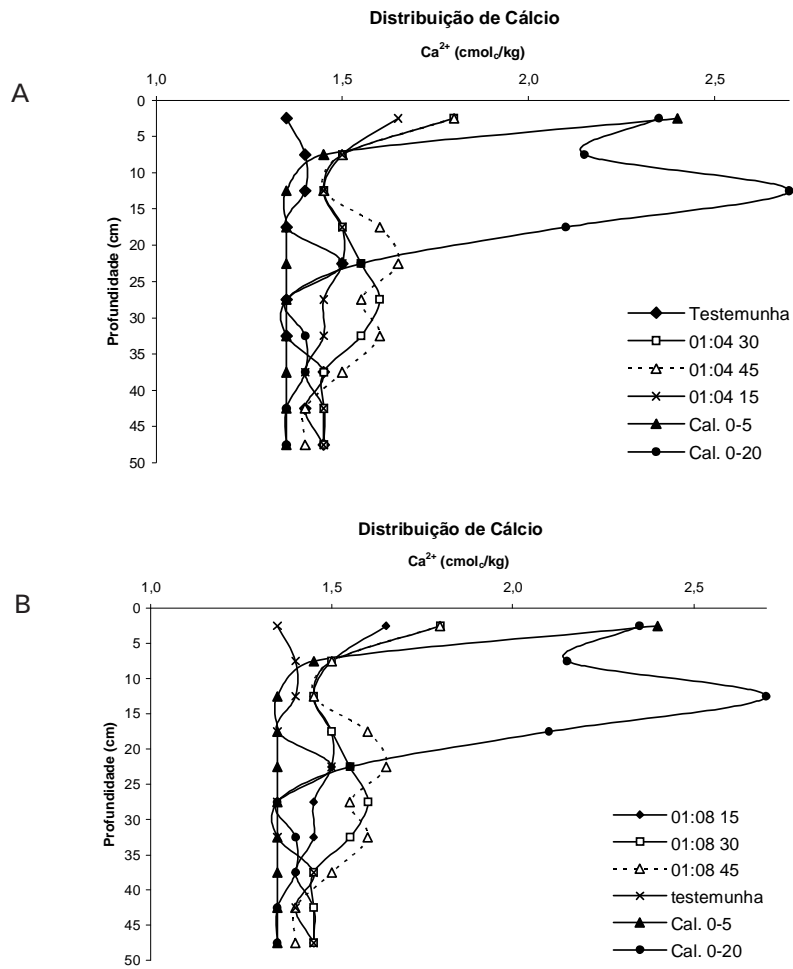 A
Distribuição de Cálcio
Ca²⁺ (cmol꜀/kg)
1,0 1,5 2,0 2,5
Profundidade (cm)
0
5
10
15
20
25
30
35
40
45
50
Testemunha
01:04 30
01:04 45
01:04 15
Cal. 0-5
Cal. 0-20
B
Distribuição de Cálcio
Ca²⁺ (cmol꜀/kg)
1,0 1,5 2,0 2,5
Profundidade (cm)
0
5
10
15
20
25
30
35
40
45
50
01:08 15
01:08 30
01:08 45
testemunha
Cal. 0-5
Cal. 0-20